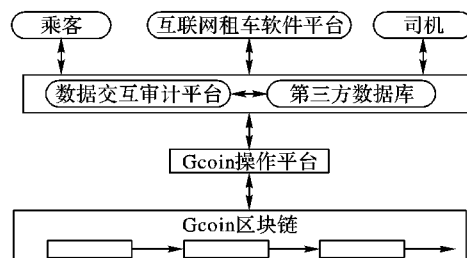 乘客
互联网租车软件平台
司机
数据交互审计平台
第三方数据库
Gcoin操作平台
Gcoin区块链